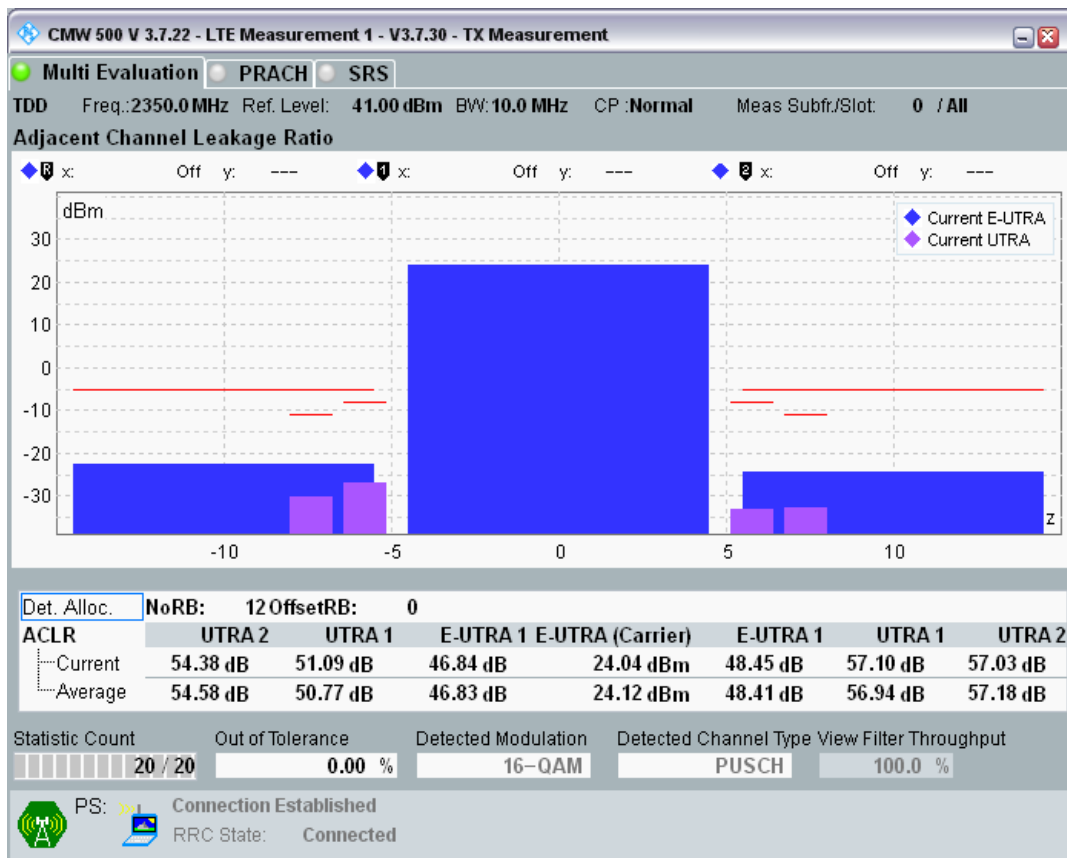 CMW 500 V 3.7.22 - LTE Measurement 1 - V3.7.30 - TX Measurement
Multi Evaluation PRACH SRS
TDD Freq.:2350.0 MHz Ref. Level: 41.00 dBm BW:10.0 MHz CP :Normal Meas Subfr./Slot: 0 / All
Adjacent Channel Leakage Ratio
R x: Off y: --- 1 x: Off y: --- 2 x: Off y: ---
dBm
Current E-UTRA
Current UTRA
30
20
10
0
-10
-20
-30
z
-10 -5 0 5 10
Det. Alloc. NoRB: 12 OffsetRB: 0
ACLR UTRA 2 UTRA 1 E-UTRA 1 E-UTRA (Carrier) E-UTRA 1 UTRA 1 UTRA 2
Current 54.38 dB 51.09 dB 46.84 dB 24.04 dBm 48.45 dB 57.10 dB 57.03 dB
Average 54.58 dB 50.77 dB 46.83 dB 24.12 dBm 48.41 dB 56.94 dB 57.18 dB
Statistic Count Out of Tolerance Detected Modulation Detected Channel Type View Filter Throughput
20 / 20 0.00 % 16-QAM PUSCH 100.0 %
PS: Connection Established
RRC State: Connected